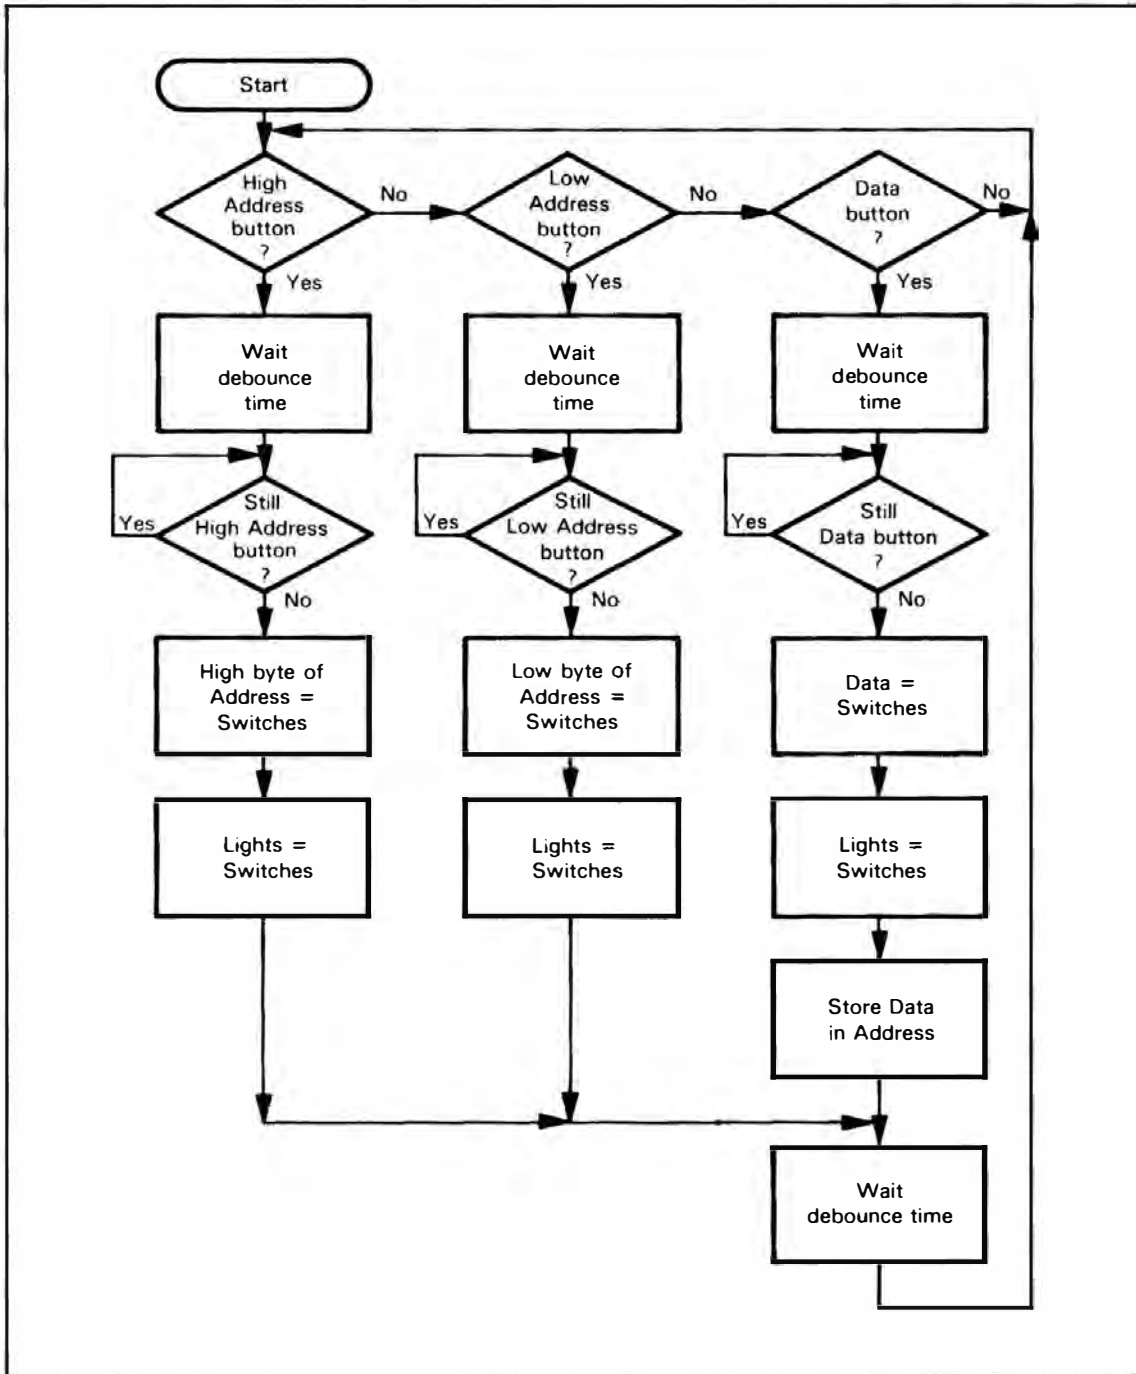 Start
High
Address
button
?
No
Low
Address
button
?
No
Data
button
?
No
Yes
Yes
Yes
Wait
debounce
time
Wait
debounce
time
Wait
debounce
time
Still
High Address
button
?
Yes
No
Still
Low Address
button
?
Yes
No
Still
Data button
?
Yes
No
High byte of
Address =
Switches
Low byte of
Address =
Switches
Data =
Switches
Lights =
Switches
Lights =
Switches
Lights =
Switches
Store Data
in Address
Wait
debounce time